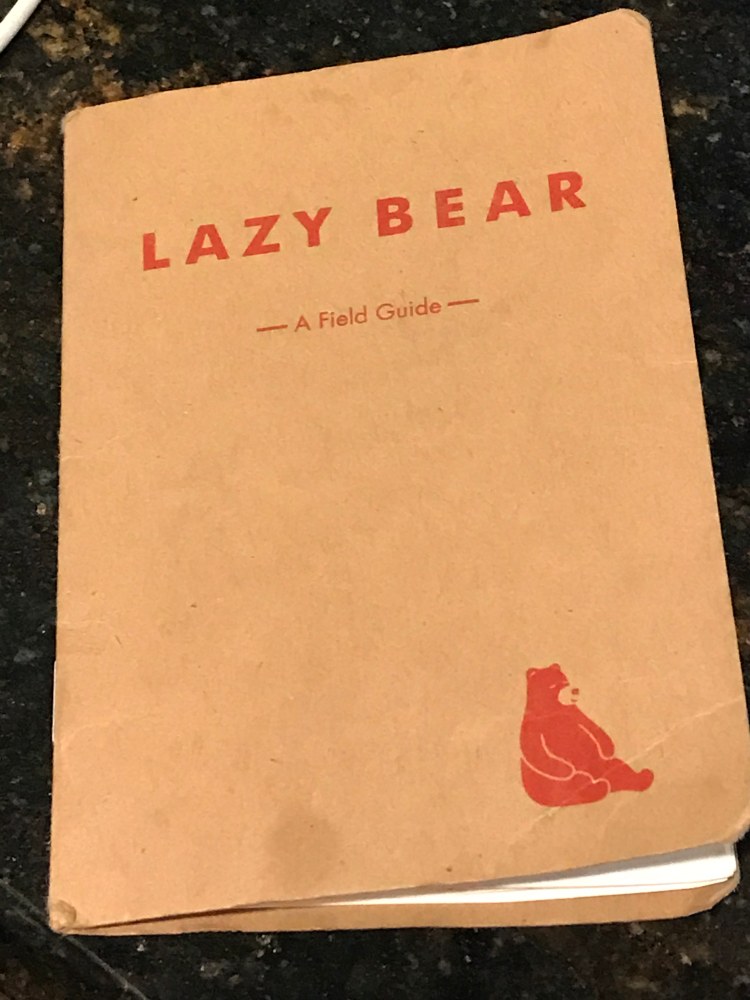 LAZY BEAR
— A Field Guide —